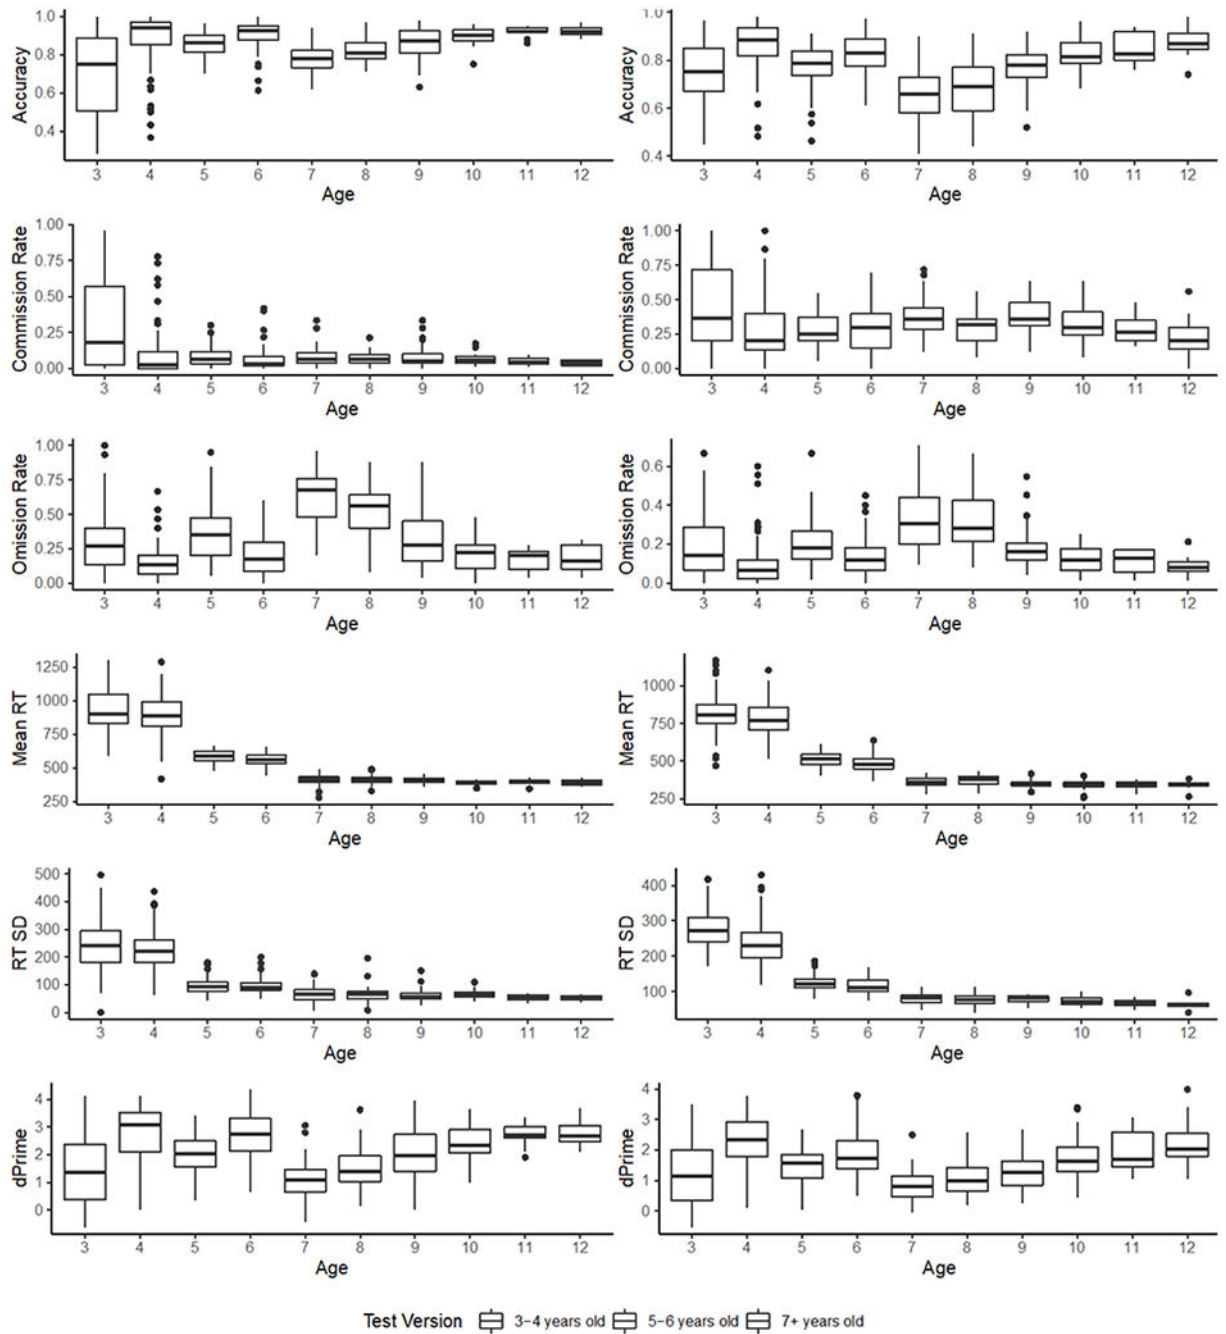 Accuracy
1.0
0.8
0.6
0.4
3 4 5 6 7 8 9 10 11 12
Age
Accuracy
1.0
0.8
0.6
0.4
3 4 5 6 7 8 9 10 11 12
Age
Commission Rate
1.00
0.75
0.50
0.25
0.00
3 4 5 6 7 8 9 10 11 12
Age
Commission Rate
1.00
0.75
0.50
0.25
0.00
3 4 5 6 7 8 9 10 11 12
Age
Omission Rate
1.00
0.75
0.50
0.25
0.00
3 4 5 6 7 8 9 10 11 12
Age
Omission Rate
0.6
0.4
0.2
0.0
3 4 5 6 7 8 9 10 11 12
Age
Mean RT
1250
1000
750
500
250
3 4 5 6 7 8 9 10 11 12
Age
Mean RT
1000
750
500
250
3 4 5 6 7 8 9 10 11 12
Age
RT SD
500
400
300
200
100
0
3 4 5 6 7 8 9 10 11 12
Age
RT SD
400
300
200
100
3 4 5 6 7 8 9 10 11 12
Age
dPrime
4
3
2
1
0
3 4 5 6 7 8 9 10 11 12
Age
dPrime
4
3
2
1
0
3 4 5 6 7 8 9 10 11 12
Age
Test Version 3−4 years old 5−6 years old 7+ years old